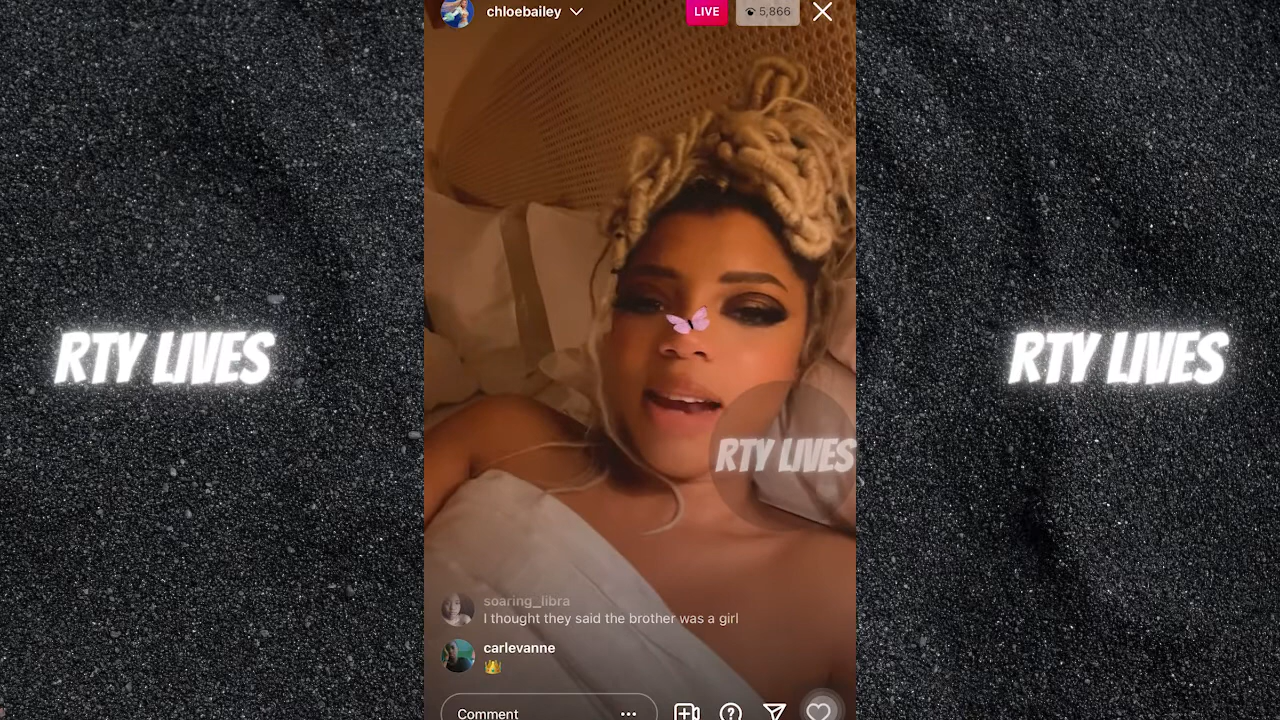 chloebailey
LIVE
5,866
RTY LIVES
RTY LIVES
RTY LIVES
soaring_libra
I thought they said the brother was a girl
carlevanne
Comment